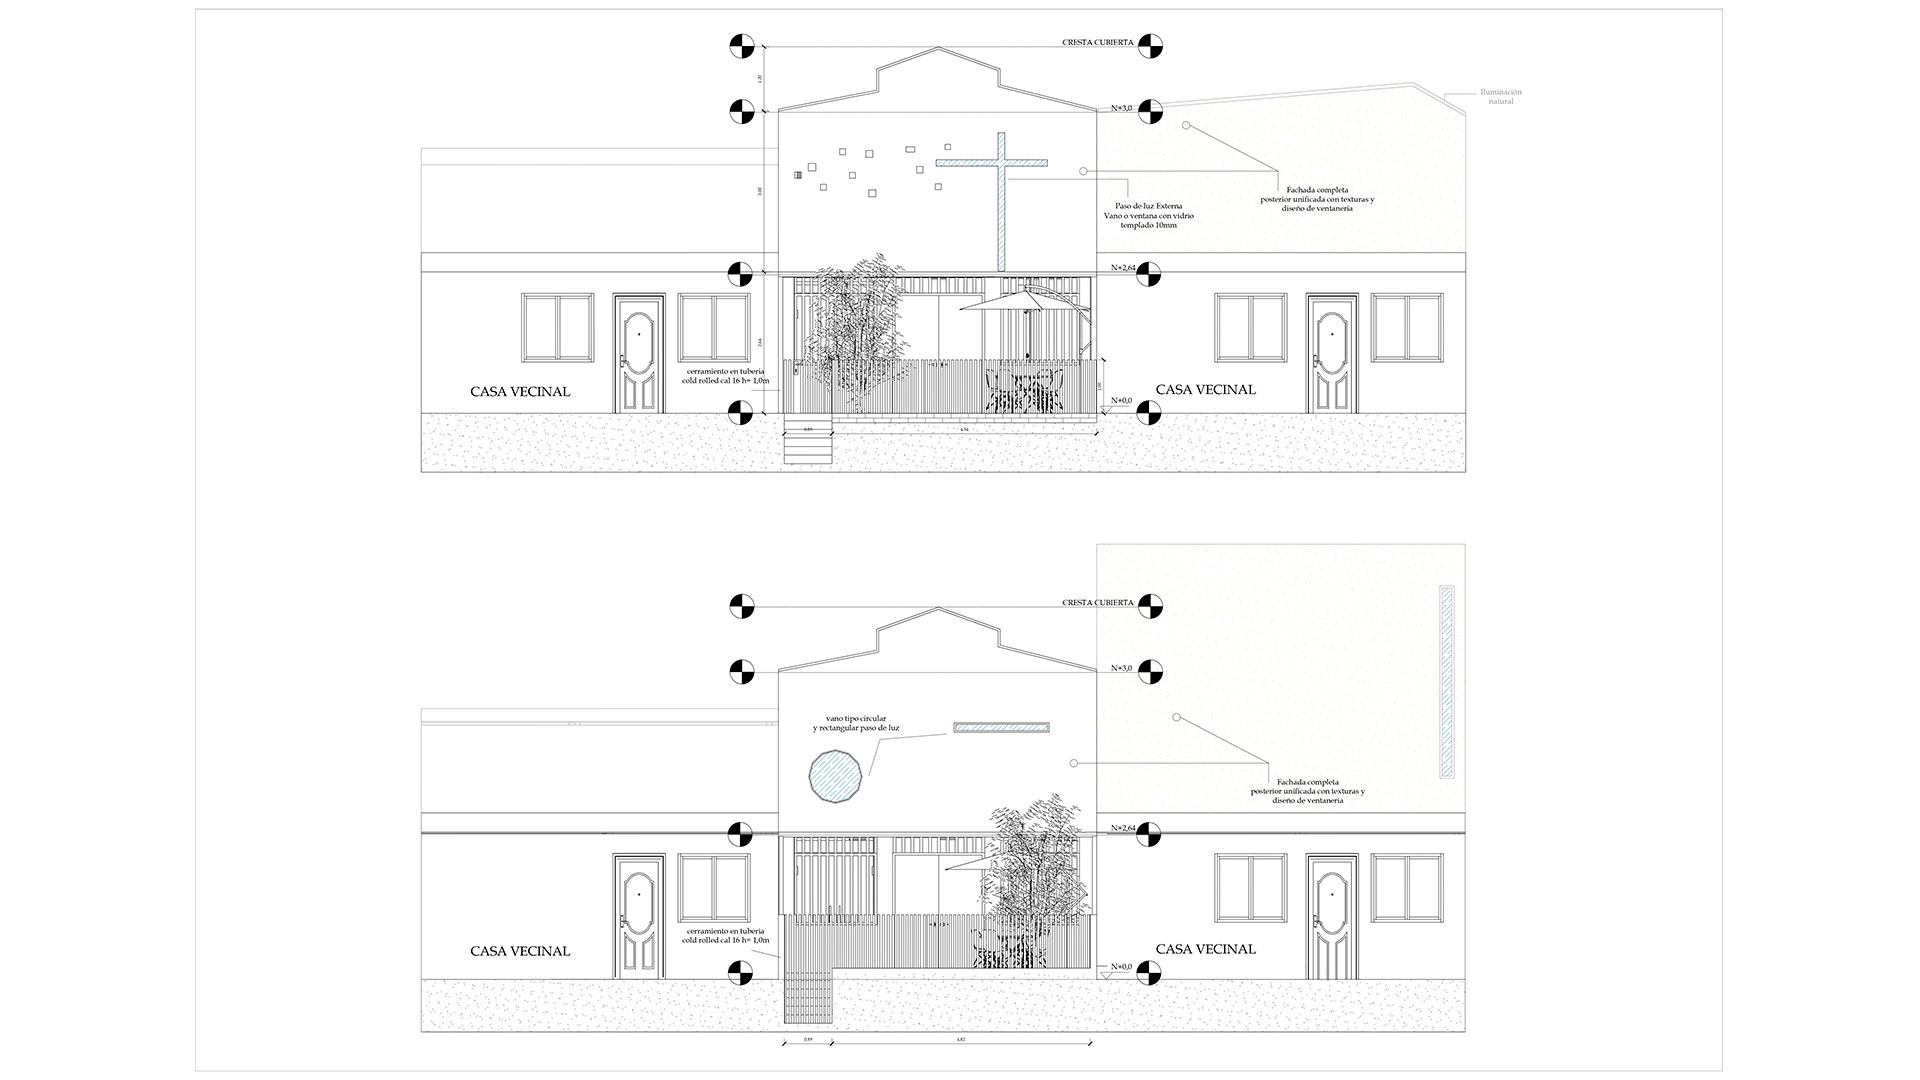 CRESTA CUBIERTA
1.20
N+3,0
Iluminación
natural
Fachada completa
posterior unificada con texturas y
diseño de ventaneria
3.00
Paso de luz Externa
Vano o ventana con vidrio
templado 10mm
N+2,64
2.64
cerramiento en tuberia
cold rolled cal 16 h= 1,0m
CASA VECINAL
1.00
CASA VECINAL
N+0,0
0.89
4.94
CRESTA CUBIERTA
N+3,0
vano tipo circular
y rectangular paso de luz
Fachada completa
posterior unificada con texturas y
diseño de ventaneria
N+2,64
cerramiento en tuberia
cold rolled cal 16 h= 1,0m
CASA VECINAL
CASA VECINAL
N+0,0
0.89
4.82